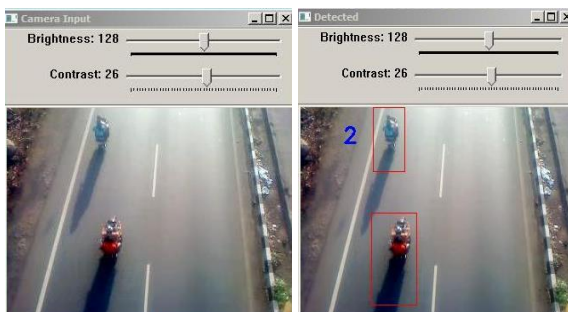 Camera Input
Brightness: 128
Contrast: 26
Detected
Brightness: 128
Contrast: 26
2